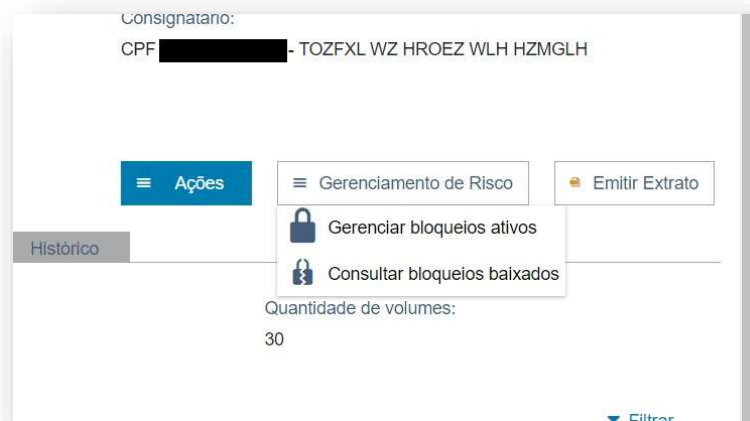 Consignatário:
CPF - TOZFXL WZ HROEZ WLH HZMGLH
Ações
Gerenciamento de Risco
Emitir Extrato
Gerenciar bloqueios ativos
Histórico
Consultar bloqueios baixados
Quantidade de volumes:
30
Filtrar